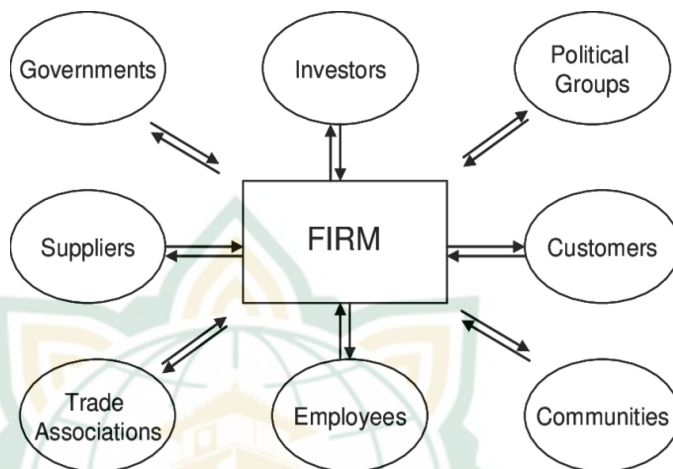 Governments
Investors
Political
Groups
Suppliers
FIRM
Customers
Trade
Associations
Employees
Communities